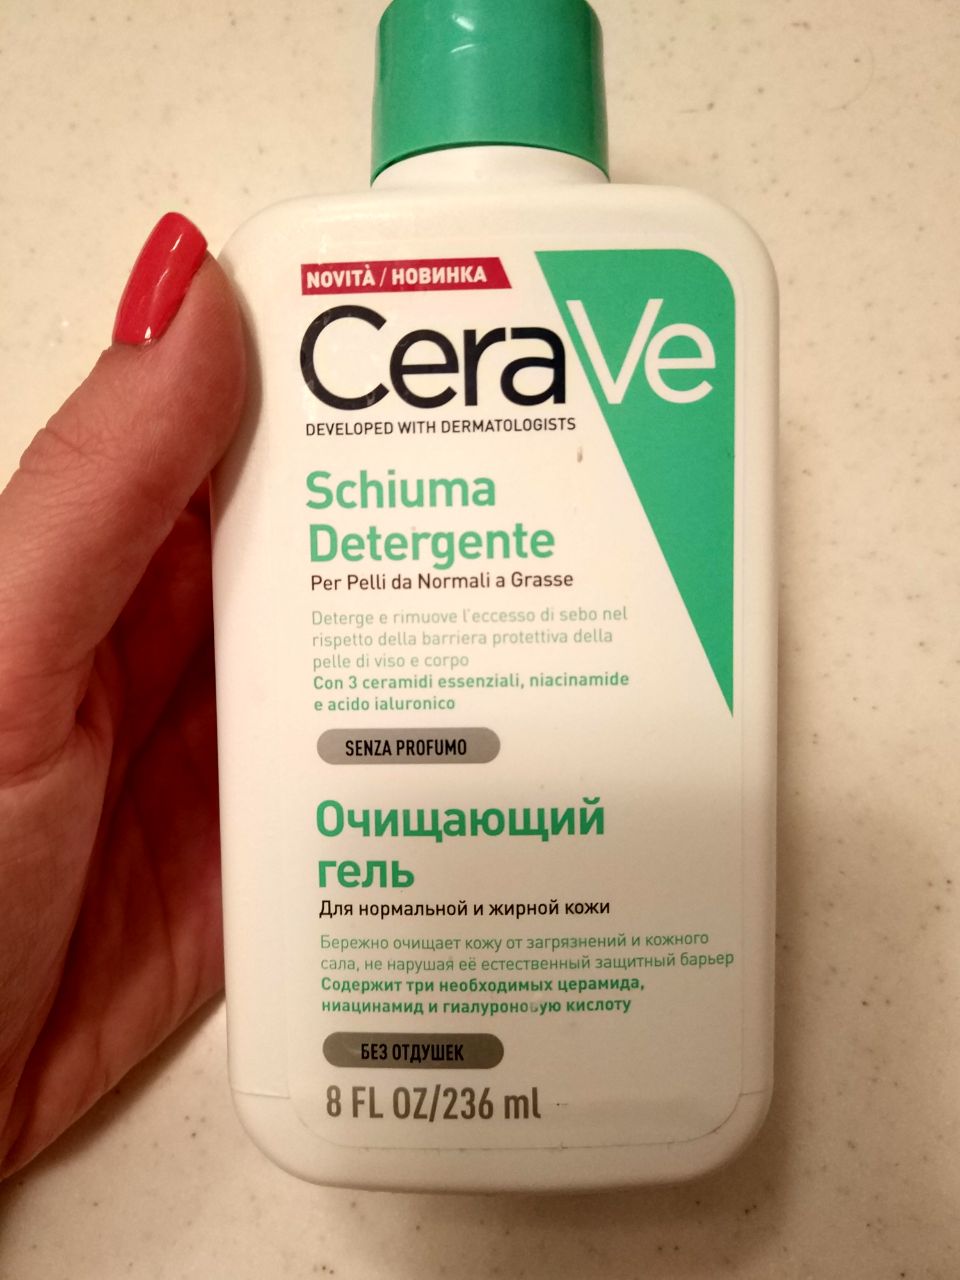 NOVITÀ / НОВИНКА
CeraVe
DEVELOPED WITH DERMATOLOGISTS
Schiuma
Detergente
Per Pelli da Normali a Grasse
Deterge e rimuove l'eccesso di sebo nel
rispetto della barriera protettiva della
pelle di viso e corpo
Con 3 ceramidi essenziali, niacinamide
e acido ialuronico
SENZA PROFUMO
Очищающий
гель
Для нормальной и жирной кожи
Бережно очищает кожу от загрязнений и кожного
сала, не нарушая её естественный защитный барьер
Содержит три необходимых церамида,
ниацинамид и гиалуроновую кислоту
БЕЗ ОТДУШЕК
8 FL OZ/236 ml